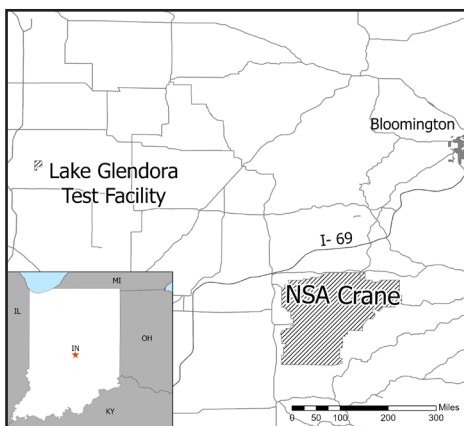 Bloomington
Lake Glendora
Test Facility
I- 69
NSA Crane
MI
IL
OH
IN
KY
Miles
0 50 100 200 300